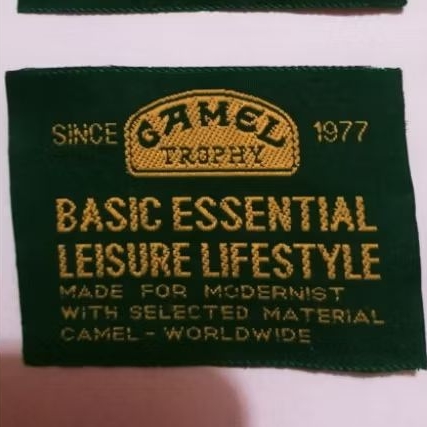 SINCE CAMEL 1977
TROPHY
BASIC ESSENTIAL
LEISURE LIFESTYLE
MADE FOR MODERNIST
WITH SELECTED MATERIAL
CAMEL - WORLDWIDE